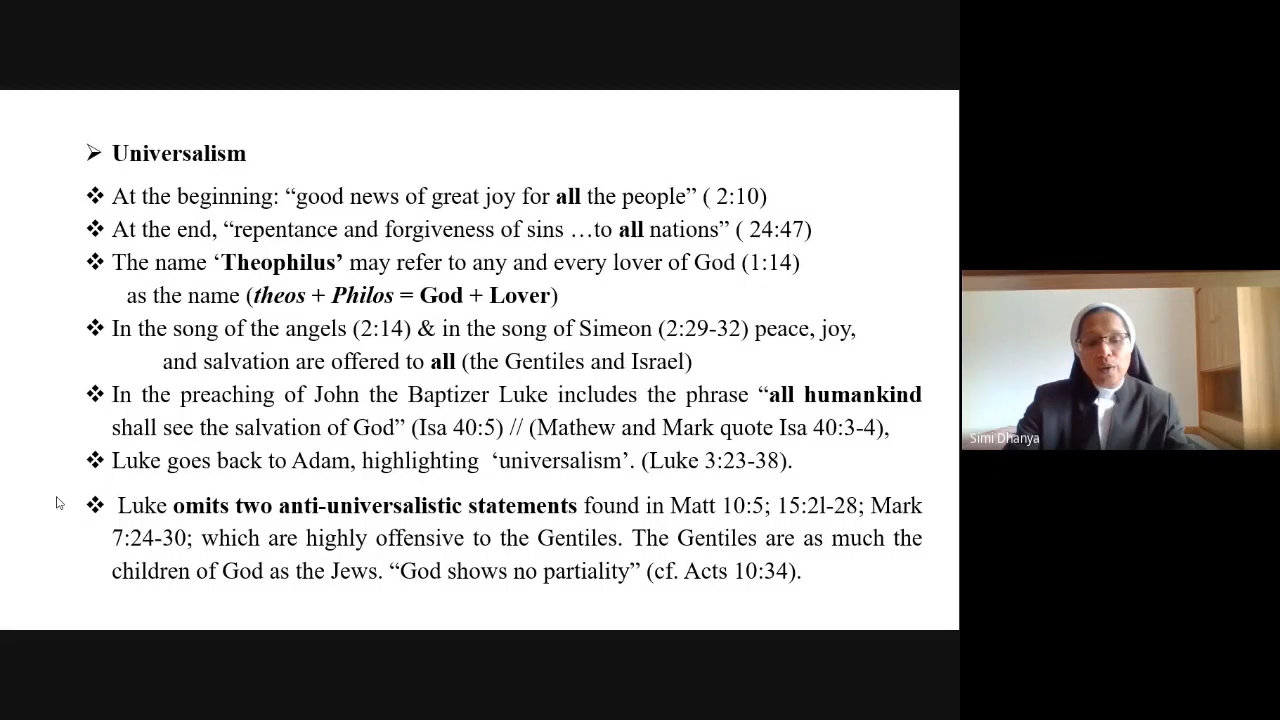 ➢ Universalism
❖ At the beginning: “good news of great joy for all the people” ( 2:10)
❖ At the end, “repentance and forgiveness of sins …to all nations” ( 24:47)
❖ The name ‘Theophilus’ may refer to any and every lover of God (1:14)
as the name (theos + Philos = God + Lover)
❖ In the song of the angels (2:14) & in the song of Simeon (2:29-32) peace, joy,
and salvation are offered to all (the Gentiles and Israel)
❖ In the preaching of John the Baptizer Luke includes the phrase “all humankind
shall see the salvation of God” (Isa 40:5) // (Mathew and Mark quote Isa 40:3-4),
❖ Luke goes back to Adam, highlighting ‘universalism’. (Luke 3:23-38).
❖ Luke omits two anti-universalistic statements found in Matt 10:5; 15:2l-28; Mark
7:24-30; which are highly offensive to the Gentiles. The Gentiles are as much the
children of God as the Jews. “God shows no partiality” (cf. Acts 10:34).
Simi Dhanya